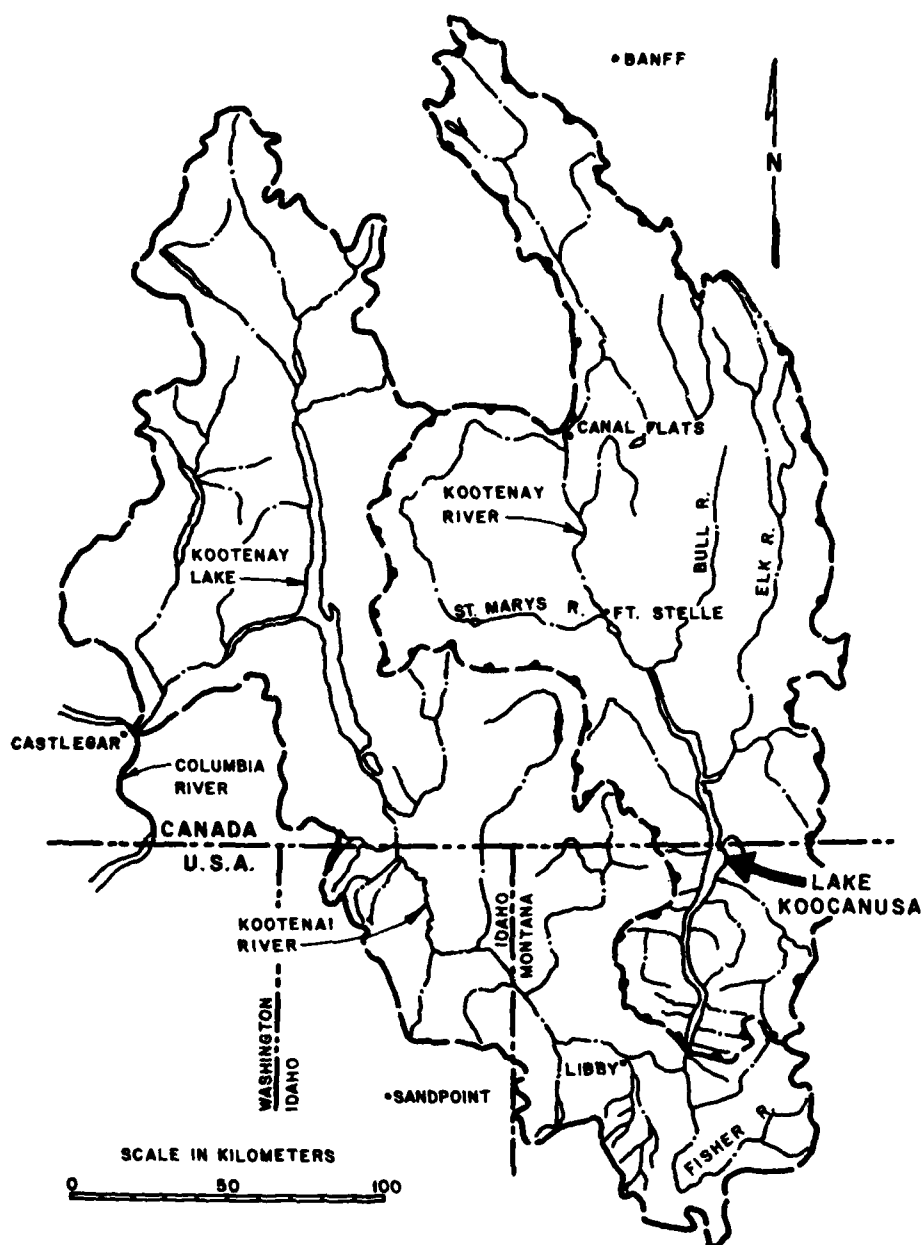 BANFF
N
CANAL FLATS
KOOTENAY
RIVER
BULL R.
ELK R.
KOOTENAY
LAKE
ST. MARYS R.
FT. STELLE
CASTLEGAR
COLUMBIA
RIVER
CANADA
U.S.A.
LAKE
KOOCANUSA
KOOTENAI
RIVER
IDAHO
MONTANA
WASHINGTON
IDAHO
LIBBY
SANDPOINT
FISHER R.
SCALE IN KILOMETERS
0 50 100